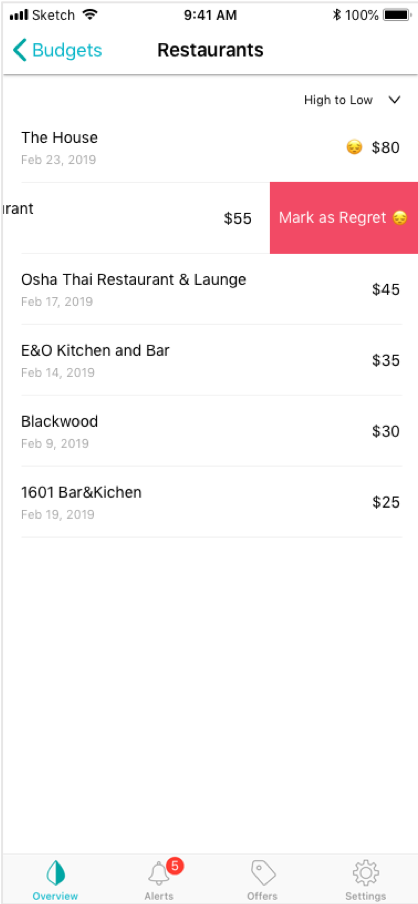 Sketch 9:41 AM 100%
Budgets Restaurants
High to Low
The House
Feb 23, 2019
😔 $80
$55 Mark as Regret 😔
Osha Thai Restaurant & Launge
Feb 17, 2019
$45
E&O Kitchen and Bar
Feb 14, 2019
$35
Blackwood
Feb 9, 2019
$30
1601 Bar&Kichen
Feb 19, 2019
$25
5
Overview Alerts Offers Settings